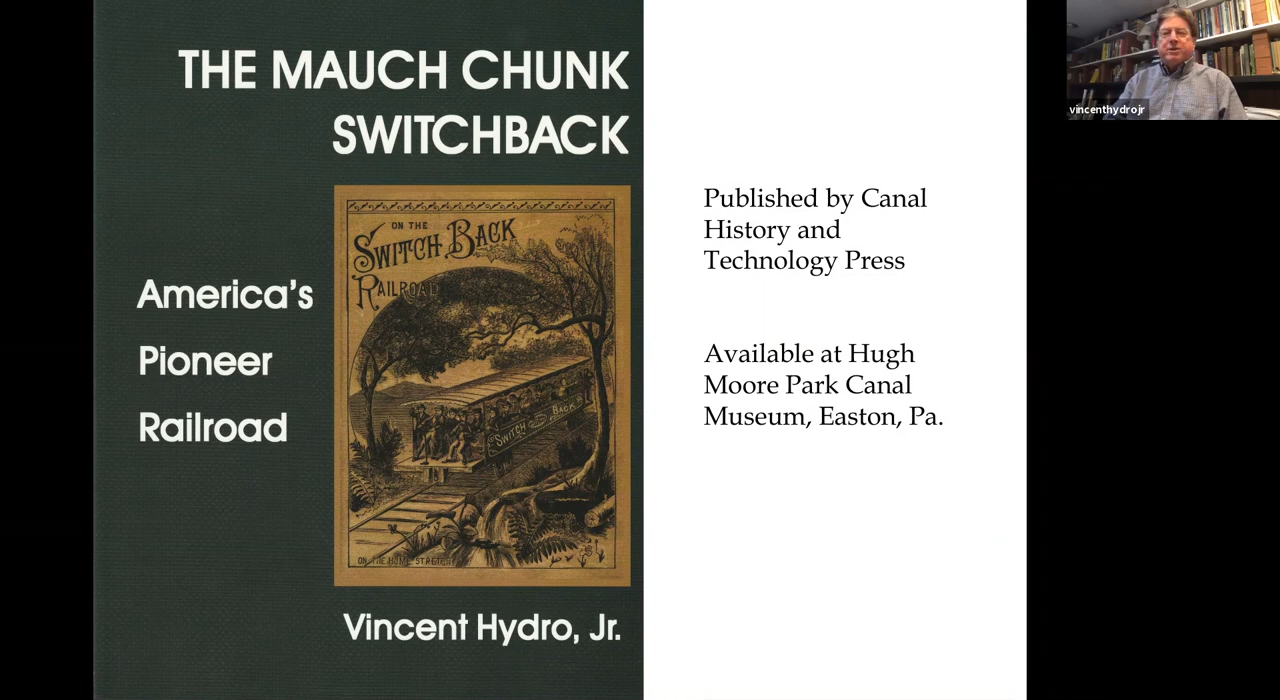 THE MAUCH CHUNK
SWITCHBACK
America's
Pioneer
Railroad
ON THE
SWITCH BACK
RAILROAD
SWITCH BACK
ON THE HOME STRETCH
Vincent Hydro, Jr.
Published by Canal
History and
Technology Press
Available at Hugh
Moore Park Canal
Museum, Easton, Pa.
vincenthydrojr